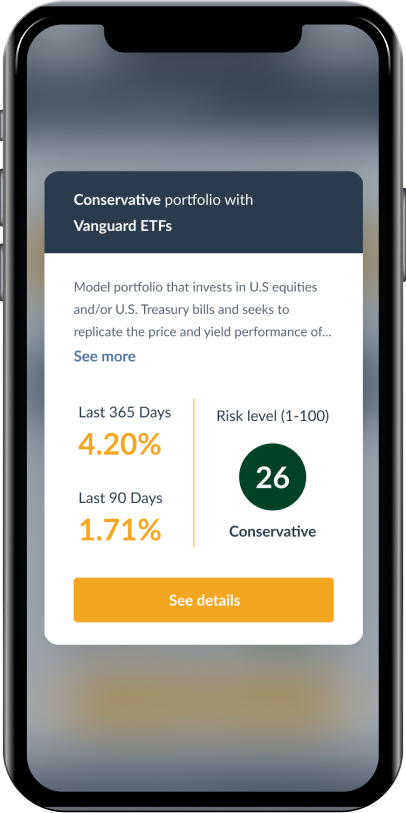 Conservative portfolio with
Vanguard ETFs
Model portfolio that invests in U.S equities
and/or U.S. Treasury bills and seeks to
replicate the price and yield performance of...
See more
Last 365 Days
4.20%
Last 90 Days
1.71%
Risk level (1-100)
26
Conservative
See details